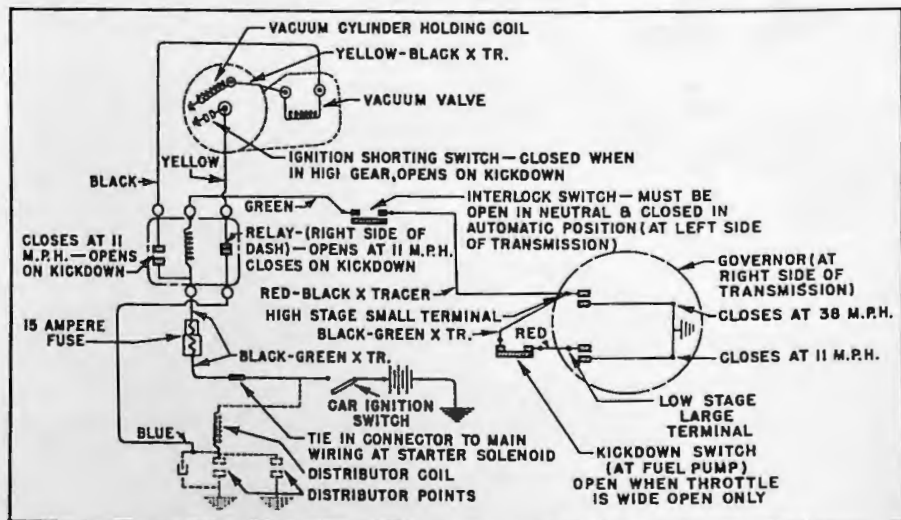 VACUUM CYLINDER HOLDING COIL
YELLOW-BLACK X TR.
VACUUM VALVE
IGNITION SHORTING SWITCH—CLOSED WHEN
IN HIGH GEAR, OPENS ON KICKDOWN
YELLOW
BLACK
GREEN
INTERLOCK SWITCH—MUST BE
OPEN IN NEUTRAL & CLOSED IN
AUTOMATIC POSITION (AT LEFT SIDE
OF TRANSMISSION)
CLOSES AT 11
M.P.H.—OPENS
ON KICKDOWN
RELAY-(RIGHT SIDE OF
DASH)—OPENS AT 11 M.P.H.
CLOSES ON KICKDOWN
GOVERNOR (AT
RIGHT SIDE OF
TRANSMISSION)
RED-BLACK X TRACER
HIGH STAGE SMALL TERMINAL
BLACK-GREEN X TR.
RED
CLOSES AT 38 M.P.H.
CLOSES AT 11 M.P.H.
15 AMPERE
FUSE
BLACK-GREEN X TR.
CAR IGNITION
SWITCH
LOW STAGE
LARGE
TERMINAL
BLUE
TIE IN CONNECTOR TO MAIN
WIRING AT STARTER SOLENOID
DISTRIBUTOR COIL
DISTRIBUTOR POINTS
KICKDOWN SWITCH
(AT FUEL PUMP)
OPEN WHEN THROTTLE
IS WIDE OPEN ONLY